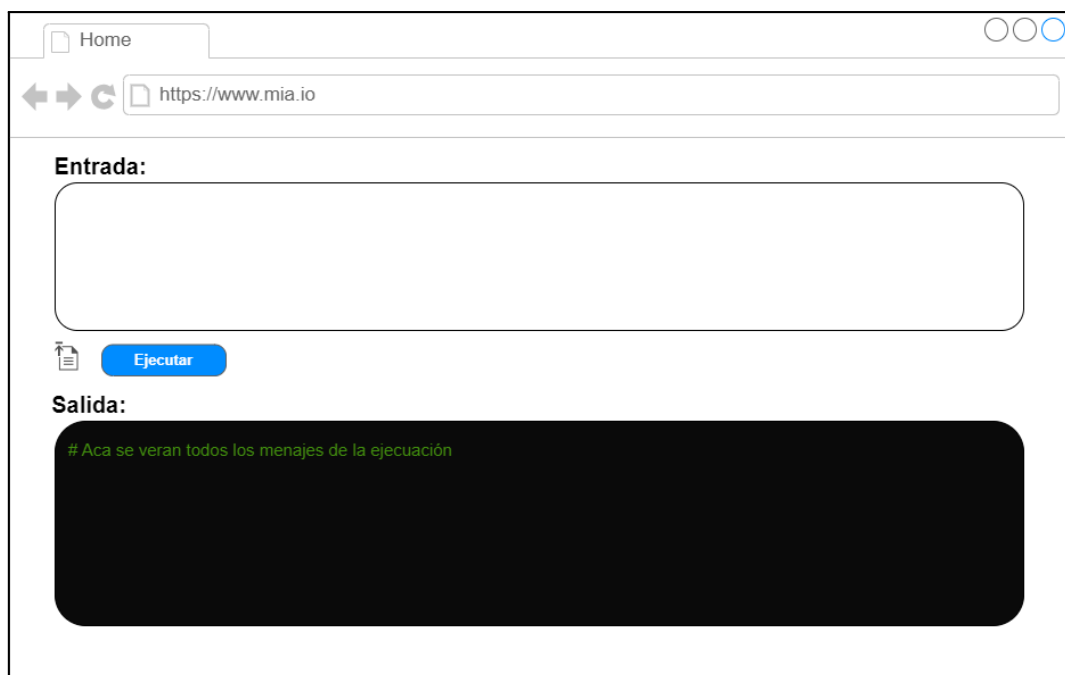 Home
https://www.mia.io
Entrada:
Ejecutar
Salida:
# Aca se veran todos los menajes de la ejecuación